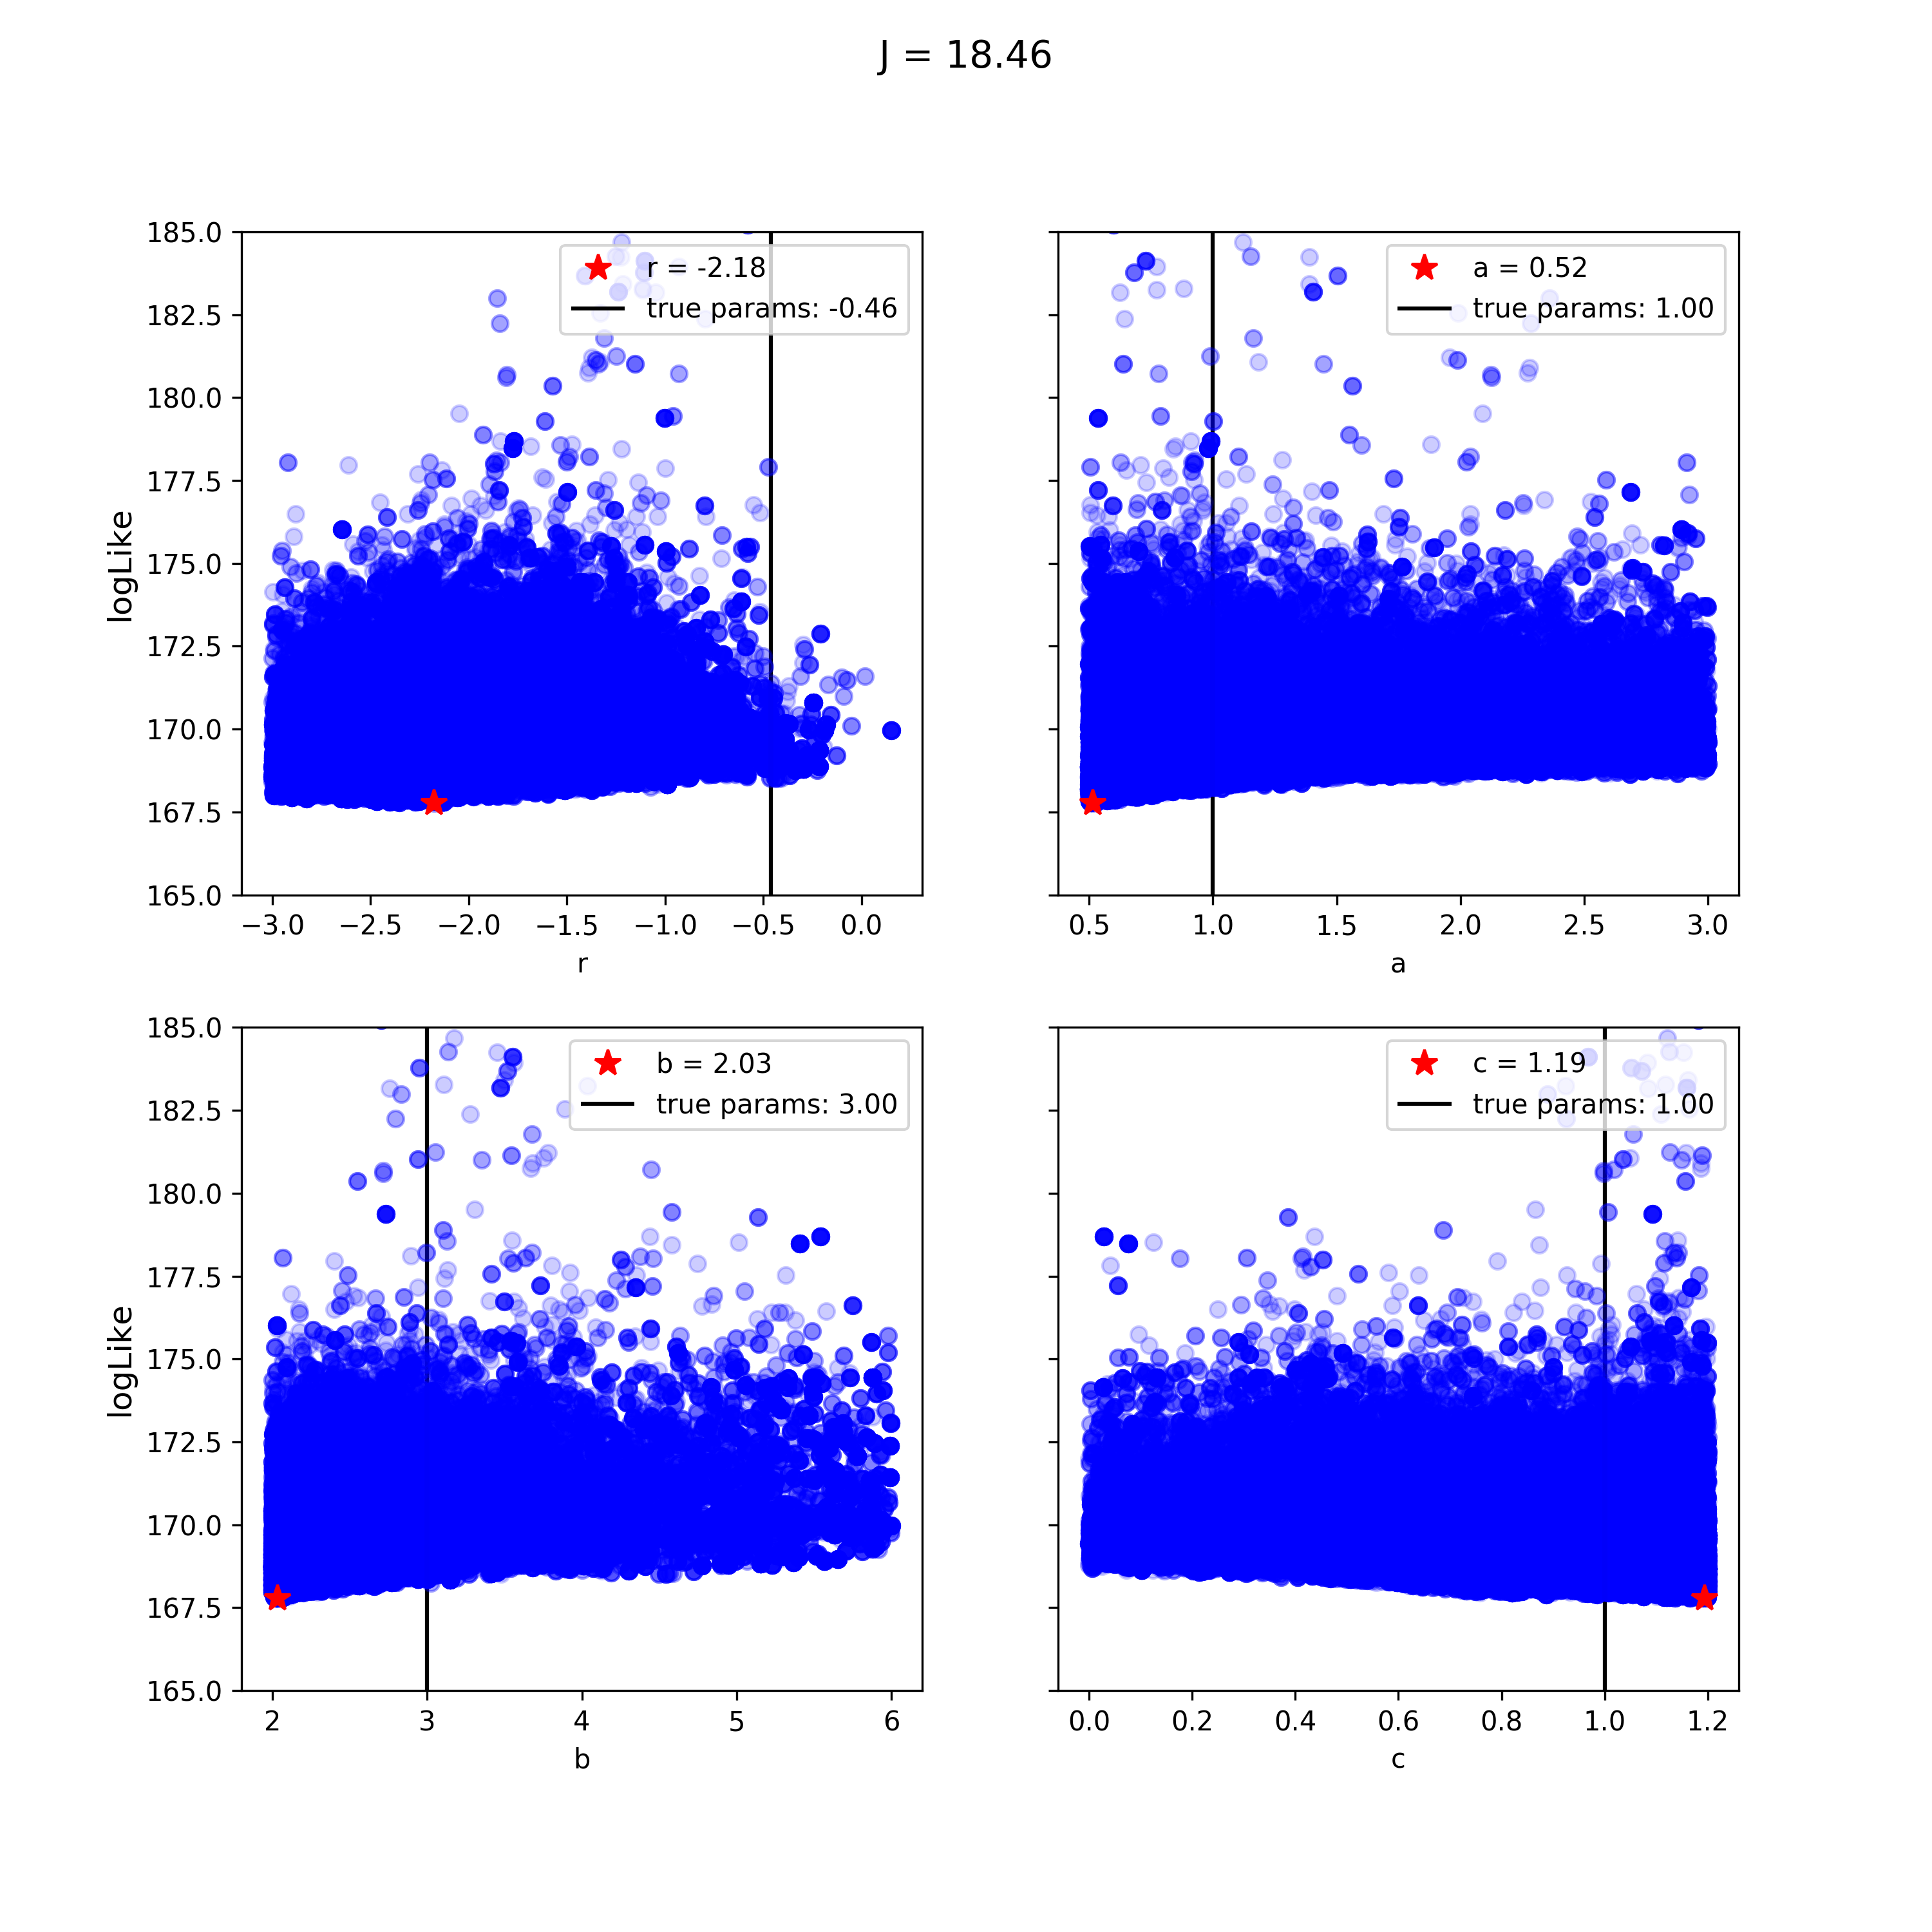 J = 18.46
185.0
182.5
180.0
177.5
175.0
172.5
170.0
167.5
165.0
logLike
r = -2.18
true params: -0.46
−3.0 −2.5 −2.0 −1.5 −1.0 −0.5 0.0
r
a = 0.52
true params: 1.00
0.5 1.0 1.5 2.0 2.5 3.0
a
185.0
182.5
180.0
177.5
175.0
172.5
170.0
167.5
165.0
logLike
b = 2.03
true params: 3.00
2 3 4 5 6
b
c = 1.19
true params: 1.00
0.0 0.2 0.4 0.6 0.8 1.0 1.2
c